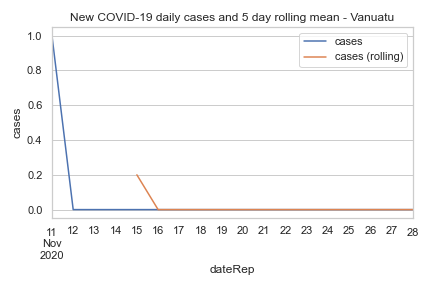 New COVID-19 daily cases and 5 day rolling mean - Vanuatu
cases
cases (rolling)
1.0
0.8
0.6
0.4
0.2
0.0
cases
11 12 13 14 15 16 17 18 19 20 21 22 23 24 25 26 27 28
Nov
2020
dateRep